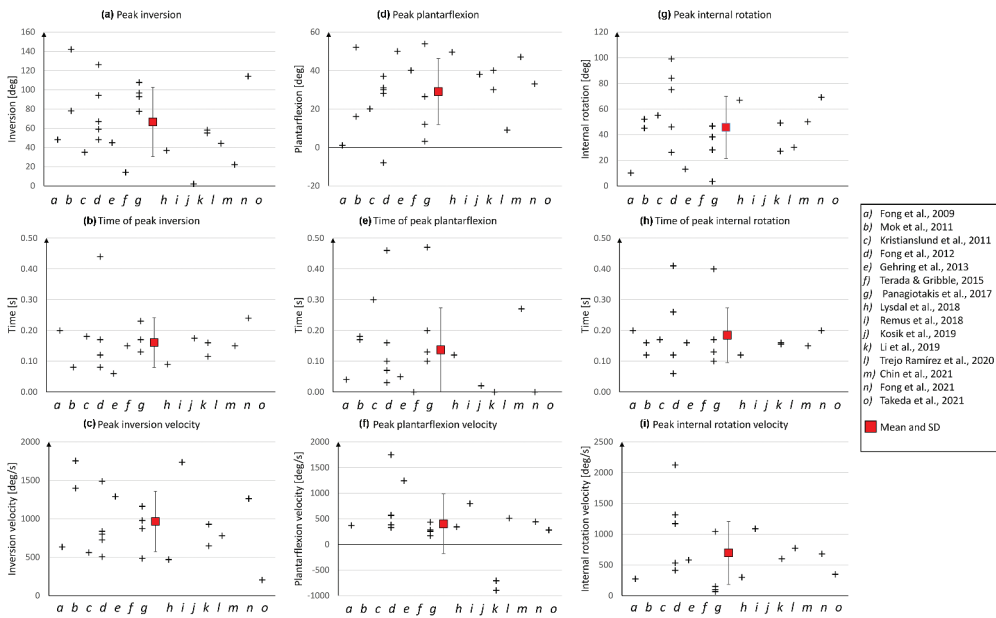 (a) Peak inversion
160
140
120
100
80
60
40
20
0
Inversion [deg]
a b c d e f g h i j k l m n o
(d) Peak plantarflexion
60
40
20
0
-20
Plantarflexion [deg]
a b c d e f g h i j k l m n o
(g) Peak internal rotation
120
100
80
60
40
20
0
Internal rotation [deg]
a b c d e f g h i j k l m n o
(b) Time of peak inversion
0.50
0.40
0.30
0.20
0.10
0.00
Time [s]
a b c d e f g h i j k l m n o
(e) Time of peak plantarflexion
0.50
0.40
0.30
0.20
0.10
0.00
Time [s]
a b c d e f g h i j k l m n o
(h) Time of peak internal rotation
0.50
0.40
0.30
0.20
0.10
0.00
Time [s]
a b c d e f g h i j k l m n o
(c) Peak inversion velocity
2000
1500
1000
500
0
Inversion velocity [deg/s]
a b c d e f g h i j k l m n o
(f) Peak plantarflexion velocity
2000
1500
1000
500
0
-500
-1000
Plantarflexion velocity [deg/s]
a b c d e f g h i j k l m n o
(i) Peak internal rotation velocity
2500
2000
1500
1000
500
0
Internal rotation velocity [deg/s]
a b c d e f g h i j k l m n o
a) Fong et al., 2009
b) Mok et al., 2011
c) Kristianslund et al., 2011
d) Fong et al., 2012
e) Gehring et al., 2013
f) Terada & Gribble, 2015
g) Panagiotakis et al., 2017
h) Lysdal et al., 2018
i) Remus et al., 2018
j) Kosik et al., 2019
k) Li et al., 2019
l) Trejo Ramírez et al., 2020
m) Chin et al., 2021
n) Fong et al., 2021
o) Takeda et al., 2021
Mean and SD